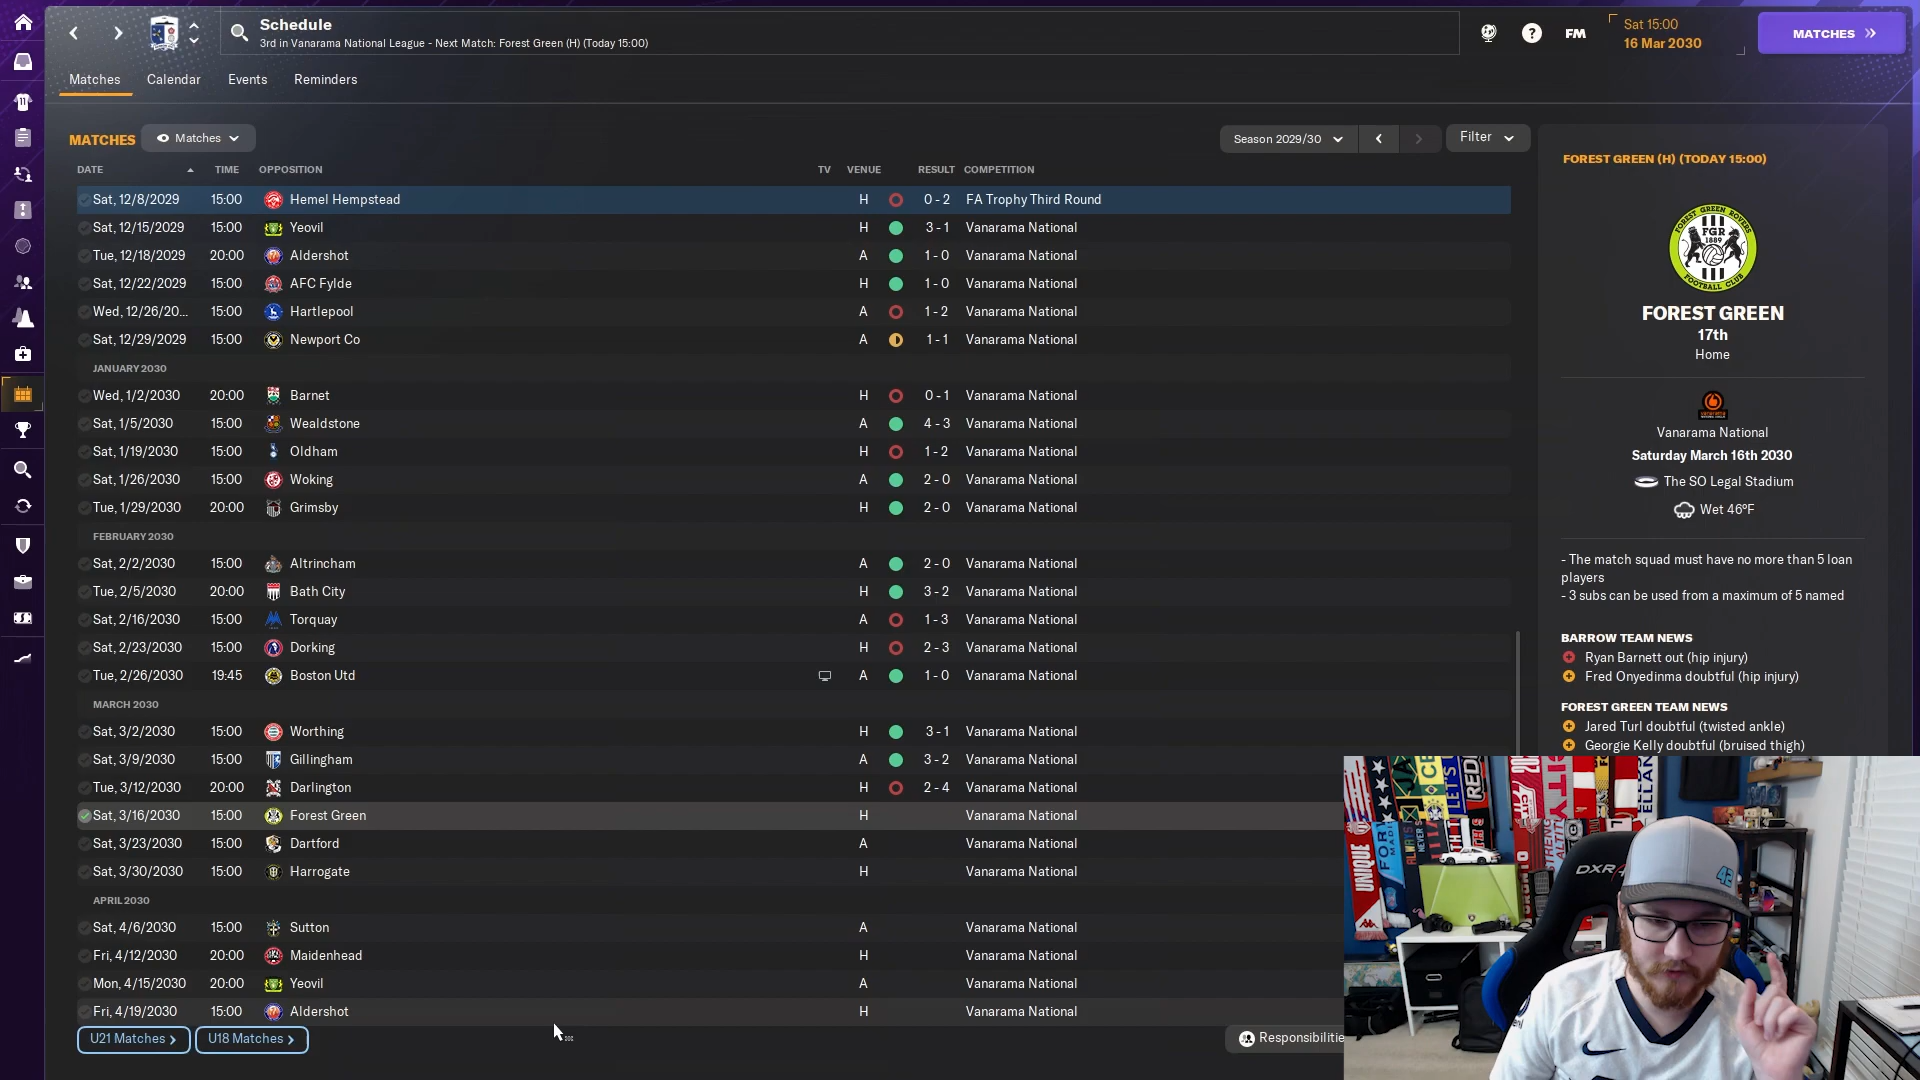 Schedule
3rd in Vanarama National League - Next Match: Forest Green (H) (Today 15:00)
FM
Sat 15:00
16 Mar 2030
MATCHES
Matches
Calendar
Events
Reminders
MATCHES
Matches
Season 2029/30
Filter
DATE TIME OPPOSITION TV VENUE RESULT COMPETITION
Sat, 12/8/2029 15:00 Hemel Hempstead H 0 - 2 FA Trophy Third Round
Sat, 12/15/2029 15:00 Yeovil H 3 - 1 Vanarama National
Tue, 12/18/2029 20:00 Aldershot A 1 - 0 Vanarama National
Sat, 12/22/2029 15:00 AFC Fylde H 1 - 0 Vanarama National
Wed, 12/26/20... 15:00 Hartlepool A 1 - 2 Vanarama National
Sat, 12/29/2029 15:00 Newport Co A 1 - 1 Vanarama National
JANUARY 2030
Wed, 1/2/2030 20:00 Barnet H 0 - 1 Vanarama National
Sat, 1/5/2030 15:00 Wealdstone A 4 - 3 Vanarama National
Sat, 1/19/2030 15:00 Oldham H 1 - 2 Vanarama National
Sat, 1/26/2030 15:00 Woking A 2 - 0 Vanarama National
Tue, 1/29/2030 20:00 Grimsby H 2 - 0 Vanarama National
FEBRUARY 2030
Sat, 2/2/2030 15:00 Altrincham A 2 - 0 Vanarama National
Tue, 2/5/2030 20:00 Bath City H 3 - 2 Vanarama National
Sat, 2/16/2030 15:00 Torquay A 1 - 3 Vanarama National
Sat, 2/23/2030 15:00 Dorking H 2 - 3 Vanarama National
Tue, 2/26/2030 19:45 Boston Utd A 1 - 0 Vanarama National
MARCH 2030
Sat, 3/2/2030 15:00 Worthing H 3 - 1 Vanarama National
Sat, 3/9/2030 15:00 Gillingham A 3 - 2 Vanarama National
Tue, 3/12/2030 20:00 Darlington H 2 - 4 Vanarama National
Sat, 3/16/2030 15:00 Forest Green H Vanarama National
Sat, 3/23/2030 15:00 Dartford A Vanarama National
Sat, 3/30/2030 15:00 Harrogate H Vanarama National
APRIL 2030
Sat, 4/6/2030 15:00 Sutton A Vanarama National
Fri, 4/12/2030 20:00 Maidenhead H Vanarama National
Mon, 4/15/2030 20:00 Yeovil A Vanarama National
Fri, 4/19/2030 15:00 Aldershot H Vanarama National
U21 Matches
U18 Matches
Responsibilitie
FOREST GREEN (H) (TODAY 15:00)
FOREST GREEN ROVERS
FGR
1889
FOOTBALL CLUB
FOREST GREEN
17th
Home
Vanarama National
Saturday March 16th 2030
The SO Legal Stadium
Wet 46°F
- The match squad must have no more than 5 loan
players
- 3 subs can be used from a maximum of 5 named
BARROW TEAM NEWS
Ryan Barnett out (hip injury)
Fred Onyedinma doubtful (hip injury)
FOREST GREEN TEAM NEWS
Jared Turl doubtful (twisted ankle)
Georgie Kelly doubtful (bruised thigh)
UNIQUE
LET'S
RED
CITY
DXR
42